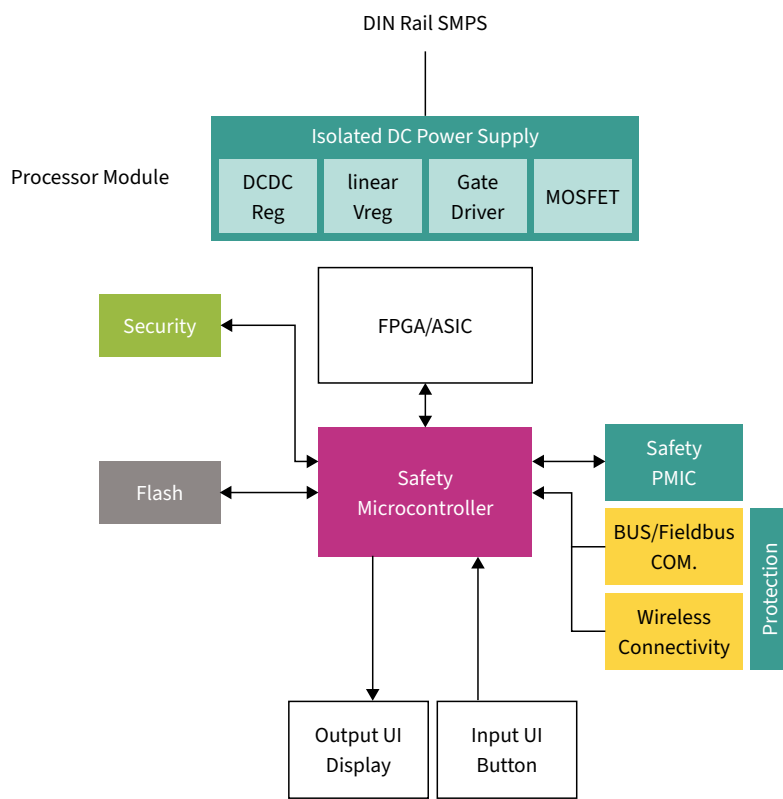 DIN Rail SMPS
Isolated DC Power Supply
Processor Module
DCDC
Reg
linear
Vreg
Gate
Driver
MOSFET
FPGA/ASIC
Security
Safety
Microcontroller
Flash
Safety
PMIC
BUS/Fieldbus
COM.
Wireless
Connectivity
Protection
Output UI
Display
Input UI
Button